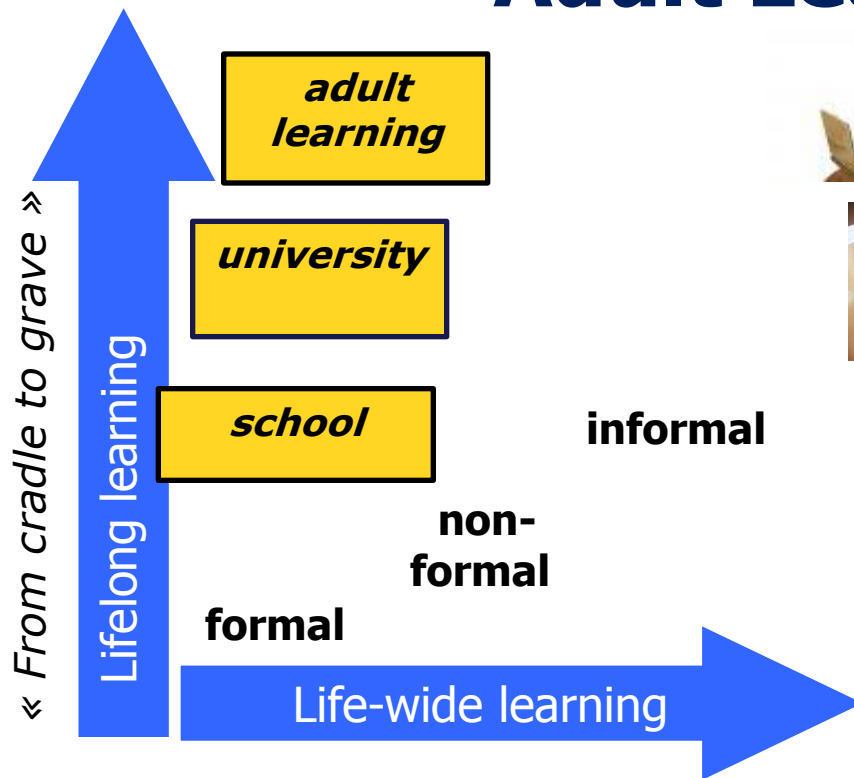 adult
learning
university
school
informal
non-
formal
formal
Life-wide learning
Lifelong learning
« From cradle to grave »